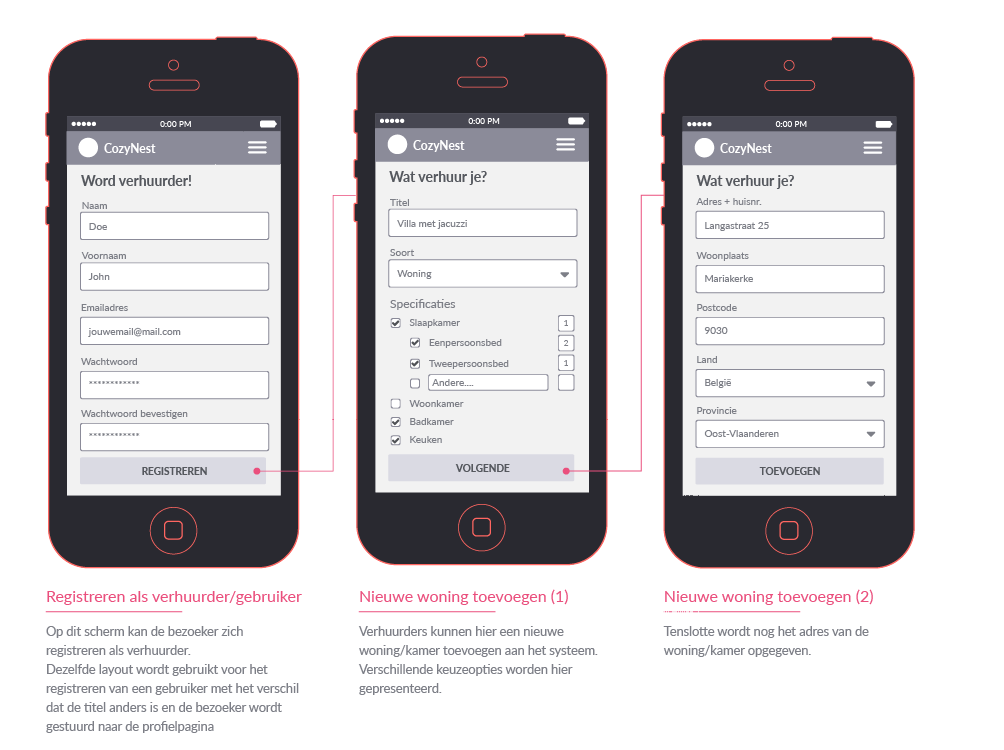 0:00 PM
CozyNest
Word verhuurder!
Naam
Doe
Voornaam
John
Emailadres
jouwemail@mail.com
Wachtwoord
************
Wachtwoord bevestigen
************
REGISTREREN
Registreren als verhuurder/gebruiker
Op dit scherm kan de bezoeker zich
registreren als verhuurder.
Dezelfde layout wordt gebruikt voor het
registreren van een gebruiker met het verschil
dat de titel anders is en de bezoeker wordt
gestuurd naar de profielpagina
0:00 PM
CozyNest
Wat verhuur je?
Titel
Villa met jacuzzi
Soort
Woning
Specificaties
Slaapkamer 1
Eenpersoonsbed 2
Tweepersoonsbed 1
Andere....
Woonkamer
Badkamer
Keuken
VOLGENDE
Nieuwe woning toevoegen (1)
Verhuurders kunnen hier een nieuwe
woning/kamer toevoegen aan het systeem.
Verschillende keuzeopties worden hier
gepresenteerd.
0:00 PM
CozyNest
Wat verhuur je?
Adres + huisnr.
Langastraat 25
Woonplaats
Mariakerke
Postcode
9030
Land
België
Provincie
Oost-Vlaanderen
TOEVOEGEN
Nieuwe woning toevoegen (2)
Tenslotte wordt nog het adres van de
woning/kamer opgegeven.